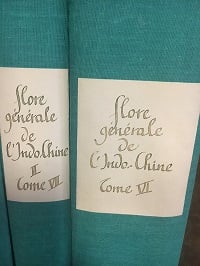 flore
générale
de
l'IndoChine
II
Tome VII
flore
générale
de
l'Indo-Chine
Tome VI